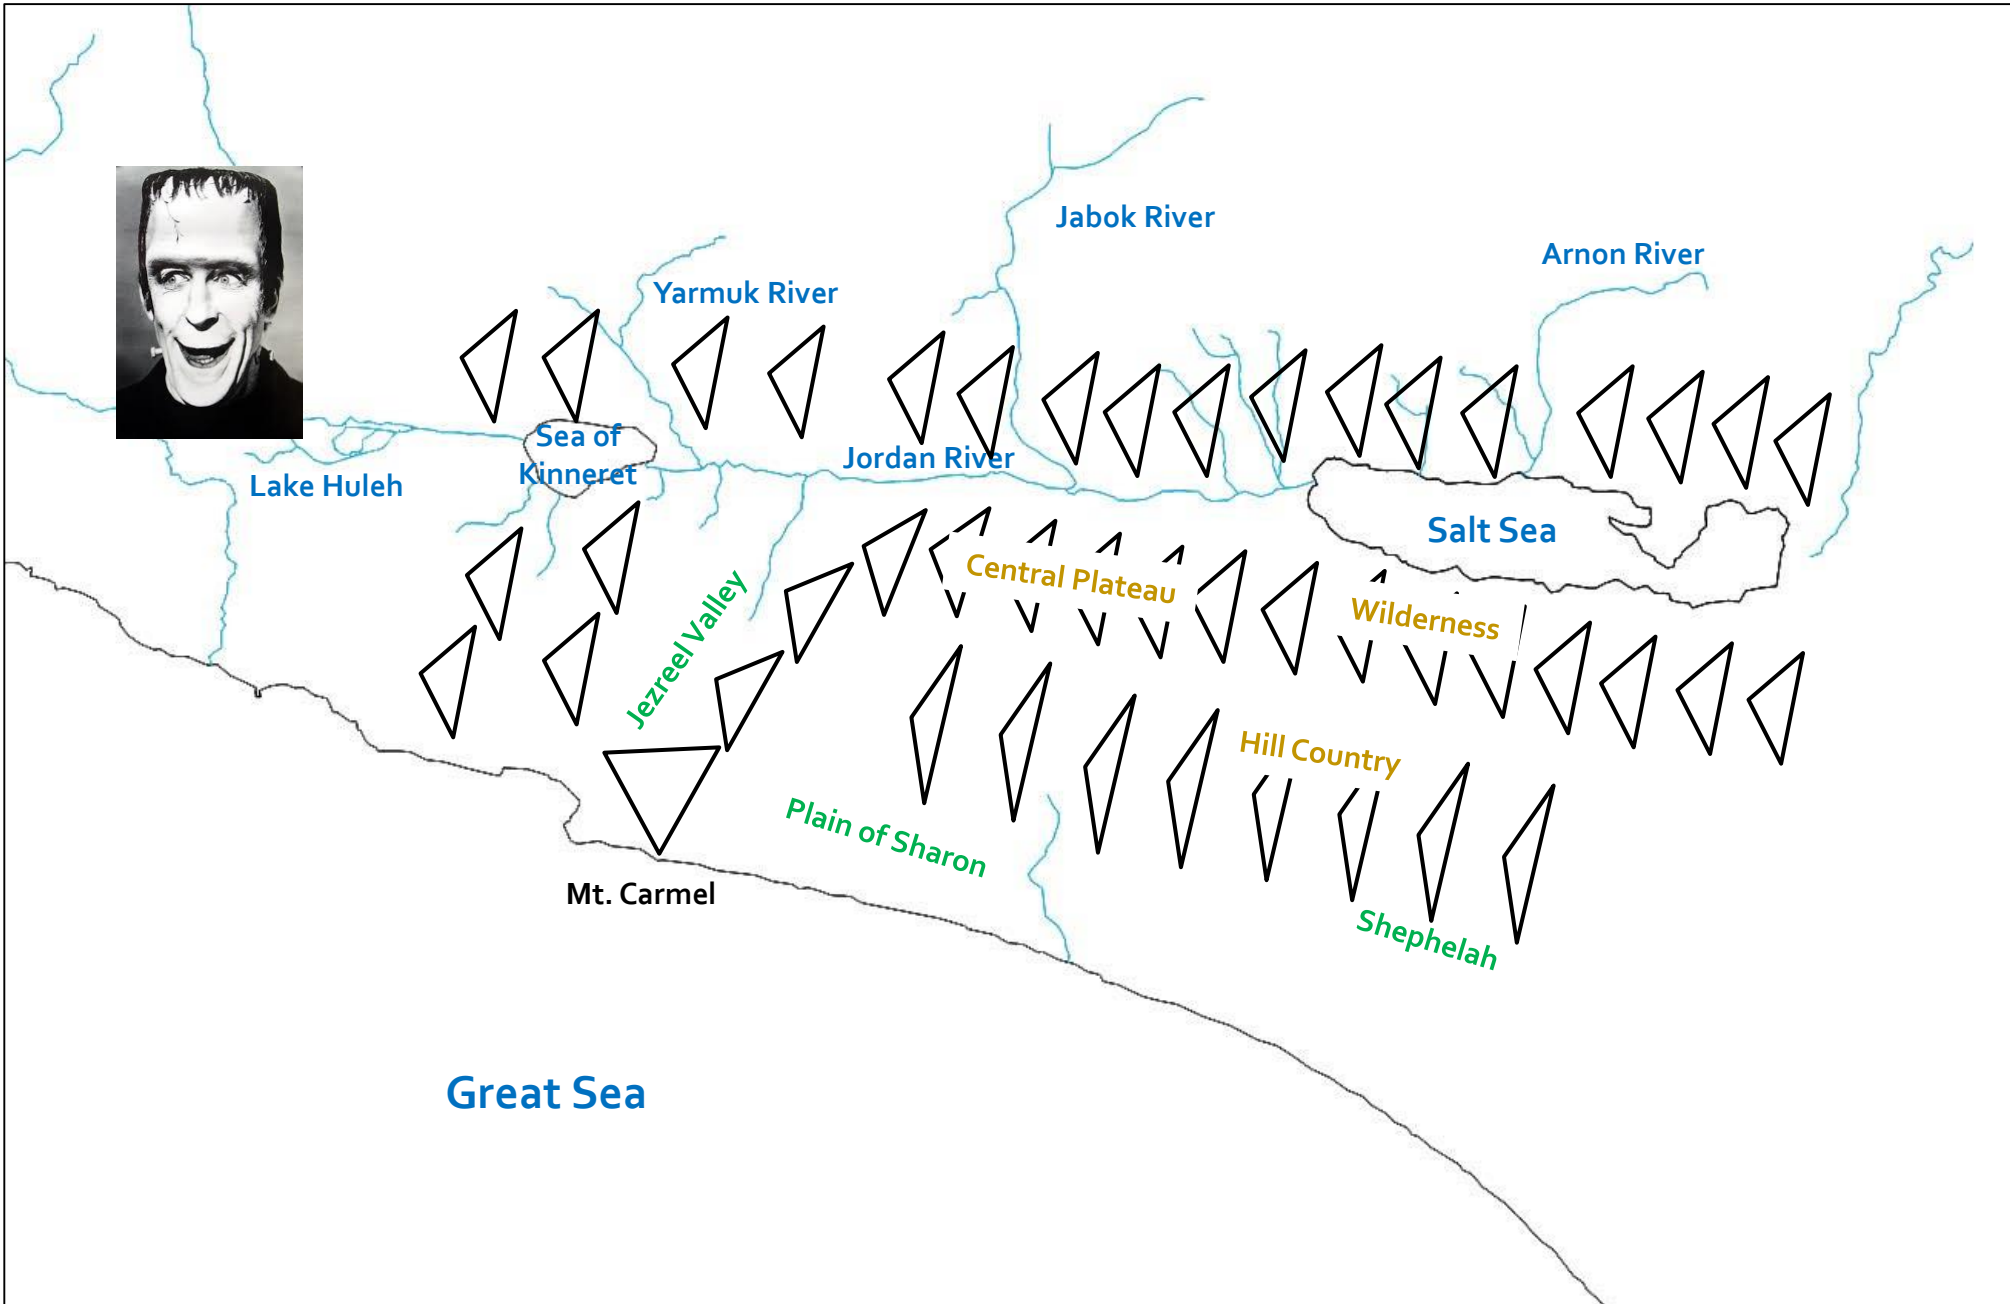 Jabok River
Arnon River
Yarmuk River
Sea of
Kinneret
Jordan River
Lake Huleh
Salt Sea
Central Plateau
Wilderness
Jezreel Valley
Hill Country
Plain of Sharon
Mt. Carmel
Shephelah
Great Sea